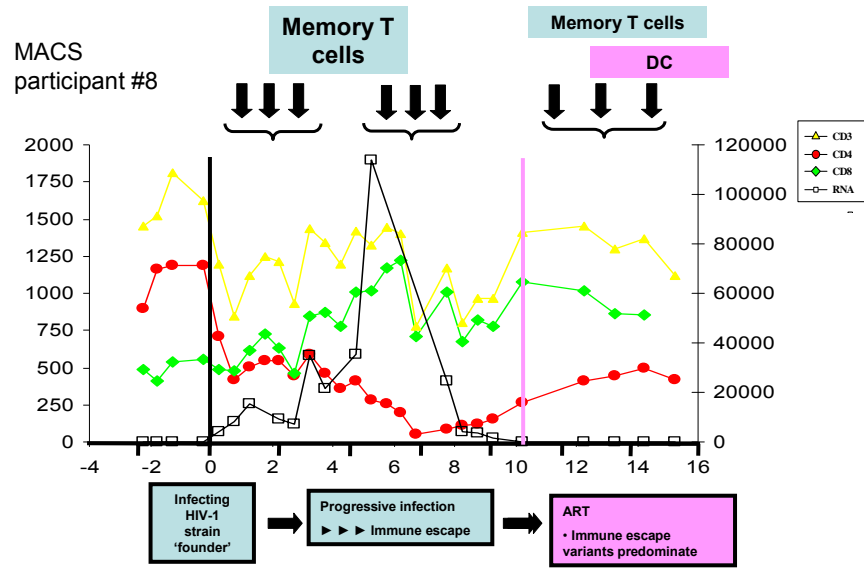 MACS
participant #8
Memory T
cells
Memory T cells
DC
2000
1750
1500
1250
1000
750
500
250
0
120000
100000
80000
60000
40000
20000
0
CD3
CD4
CD8
RNA
-4 -2 0 2 4 6 8 10 12 14 16
Infecting
HIV-1
strain
‘founder’
Progressive infection
► ► ► Immune escape
ART
• Immune escape
variants predominate